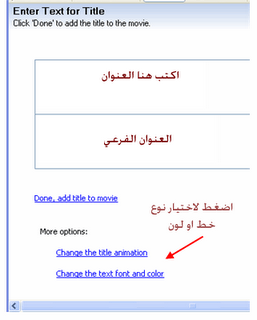 Enter Text for Title
Click 'Done' to add the title to the movie.
اكتب هنا العنوان
العنوان الفرعي
Done, add title to movie
اضغط لاختيار نوع
خط او لون
More options:
Change the title animation
Change the text font and color